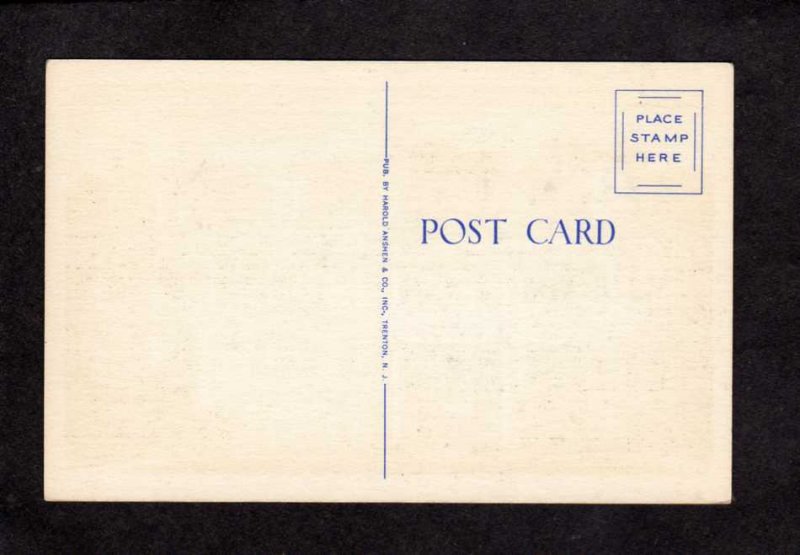 PLACE
STAMP
HERE
POST CARD
PUB. BY HAROLD ANSHEN & CO., INC., TRENTON, N. J.